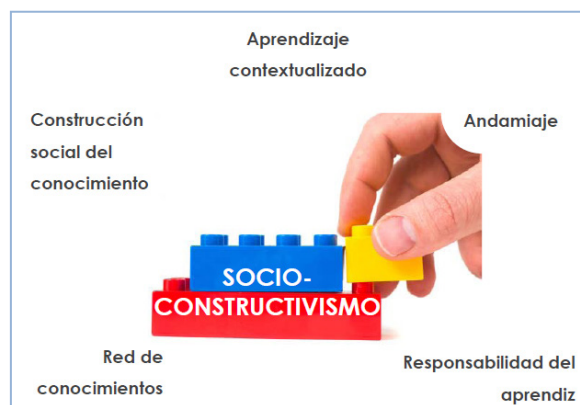 Aprendizaje
contextualizado
Construcción
social del
conocimiento
Andamiaje
SOCIO-
CONSTRUCTIVISMO
Red de
conocimientos
Responsabilidad del
aprendiz